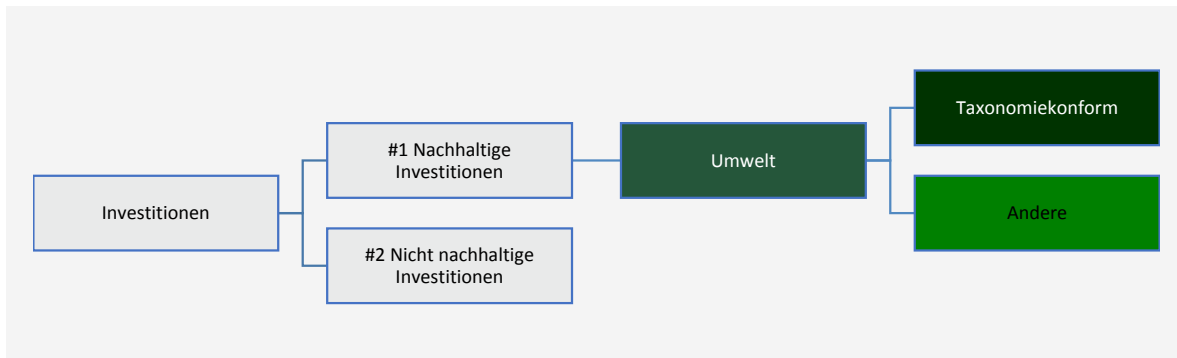 Investitionen
#1 Nachhaltige
Investitionen
#2 Nicht nachhaltige
Investitionen
Umwelt
Taxonomiekonform
Andere